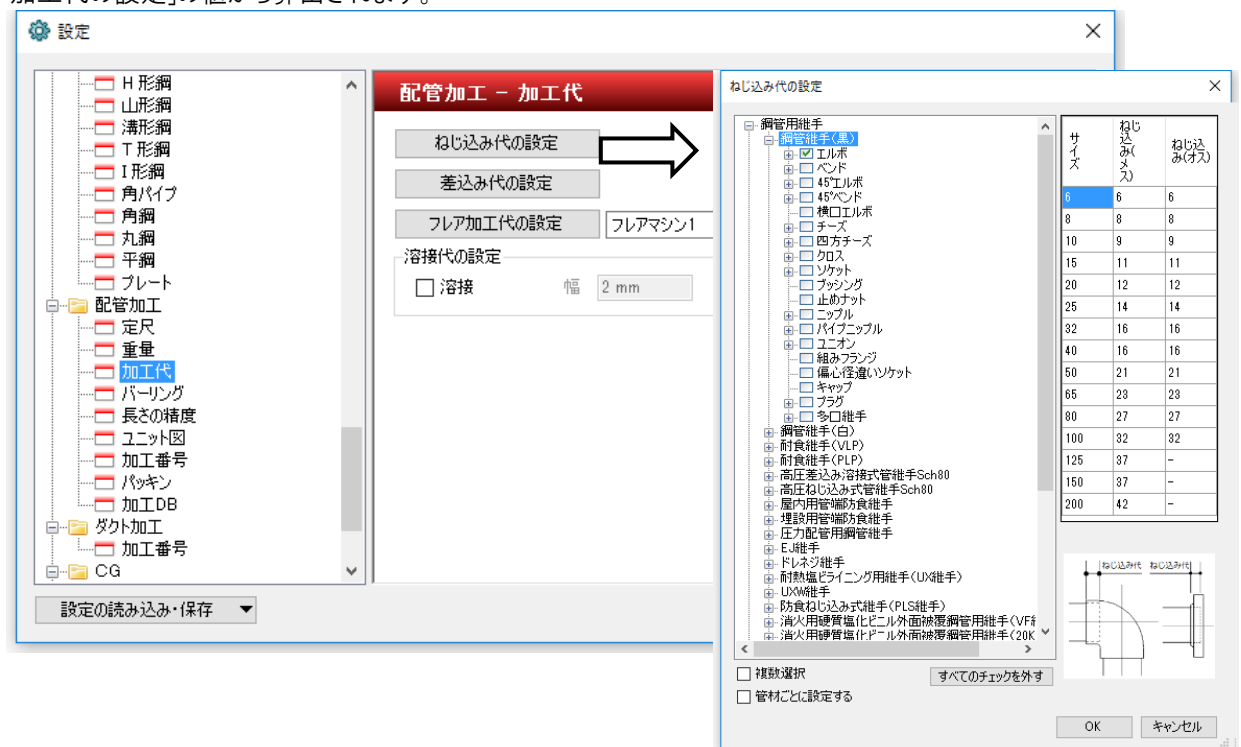 加工代の設定」の値から算出されます。
設定
H 形鋼
山形鋼
溝形鋼
T 形鋼
I 形鋼
角パイプ
角鋼
丸鋼
平鋼
プレート
配管加工
定尺
重量
加工代
バーリング
長さの精度
ユニット図
加工番号
パッキン
加工DB
ダクト加工
加工番号
CG
設定の読み込み・保存
配管加工 - 加工代
ねじ込み代の設定
差込み代の設定
フレア加工代の設定 フレアマシン1
溶接代の設定
溶接 幅 2 mm
ねじ込み代の設定
鋼管用継手
鋼管継手(黒)
エルボ
ベンド
45°エルボ
45°ベンド
横口エルボ
チーズ
四方チーズ
クロス
ソケット
ブッシング
止めナット
ニップル
パイプニップル
ユニオン
組みフランジ
偏心径違いソケット
キャップ
プラグ
多口継手
鋼管継手(白)
耐食継手(VLP)
耐食継手(PLP)
高圧差込み溶接式管継手Sch80
高圧ねじ込み式管継手Sch80
屋内用管端防食継手
埋設用管端防食継手
圧力配管用鋼管継手
EJ継手
ドレネジ継手
耐熱塩ビライニング用継手(UX継手)
UXW継手
防食ねじ込み式継手(PLS継手)
消火用硬質塩化ビニル外面被覆鋼管用継手(VF
消火用硬質塩化ビニル外面被覆鋼管用継手(20K
複数選択
すべてのチェックを外す
管材ごとに設定する
サイズ ねじ込み(メス) ねじ込み(オス)
6 6 6
8 8 8
10 9 9
15 11 11
20 12 12
25 14 14
32 16 16
40 16 16
50 21 21
65 23 23
80 27 27
100 32 32
125 37 -
150 37 -
200 42 -
ねじ込み代 ねじ込み代
OK キャンセル